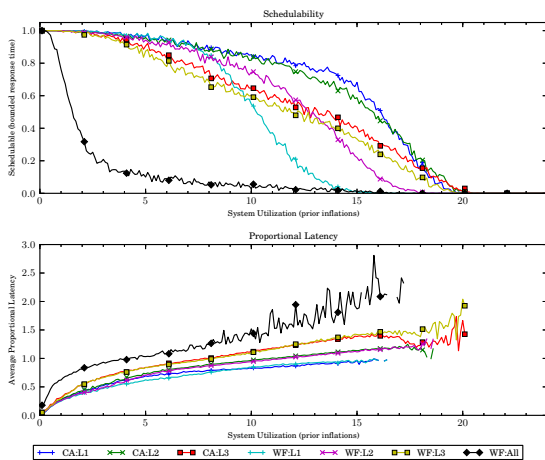 Schedulability
Schedulable (bounded response time)
1.0
0.8
0.6
0.4
0.2
0.0
0 5 10 15 20
System Utilization (prior inflations)
Proportional Latency
Average Proportional Latency
3.0
2.5
2.0
1.5
1.0
0.5
0.0
0 5 10 15 20
System Utilization (prior inflations)
CA:L1 CA:L2 CA:L3 WF:L1 WF:L2 WF:L3 WF:All